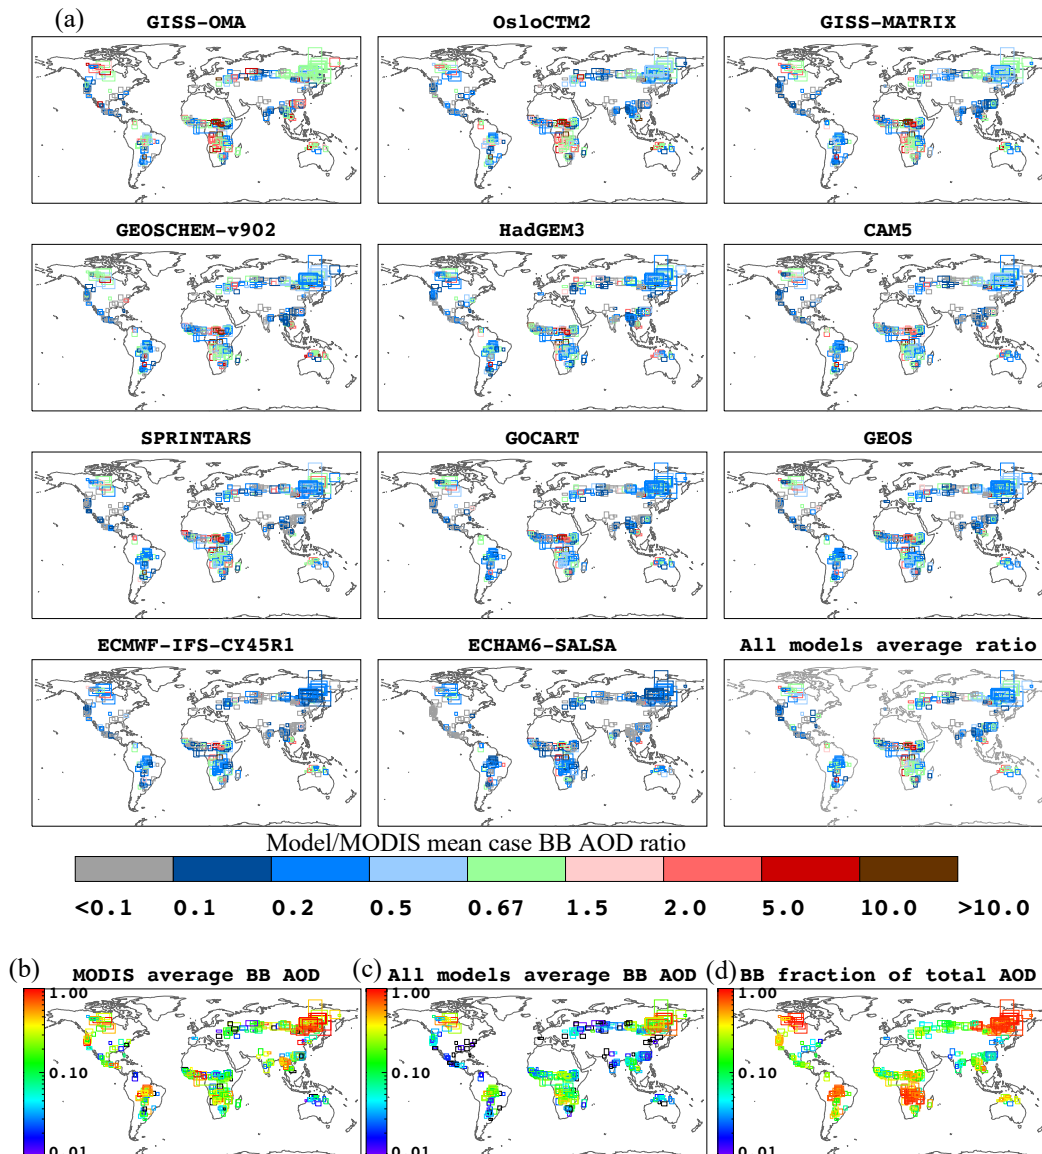 (a)
GISS-OMA OsloCTM2 GISS-MATRIX
GEOSCHEM-v902 HadGEM3 CAM5
SPRINTARS GOCART GEOS
ECMWF-IFS-CY45R1 ECHAM6-SALSA All models average ratio
Model/MODIS mean case BB AOD ratio
<0.1 0.1 0.2 0.5 0.67 1.5 2.0 5.0 10.0 >10.0
(b) MODIS average BB AOD (c) All models average BB AOD (d) BB fraction of total AOD
1.00 1.00 1.00
0.10 0.10 0.10
0.01 0.01 0.01